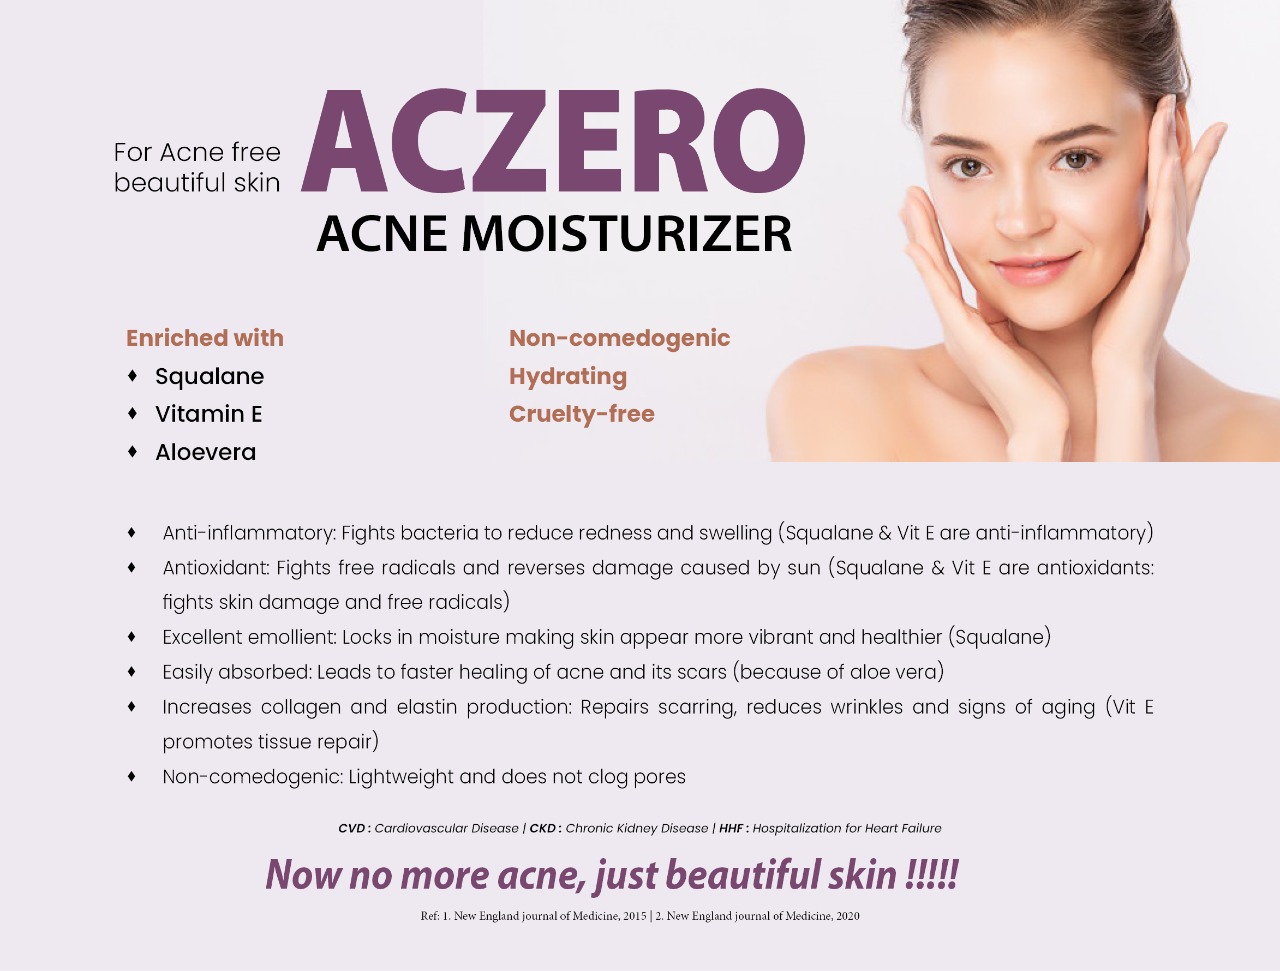 For Acne free
beautiful skin
ACZERO
ACNE MOISTURIZER
Enriched with
♦ Squalane
♦ Vitamin E
♦ Aloevera
Non-comedogenic
Hydrating
Cruelty-free
♦ Anti-inflammatory: Fights bacteria to reduce redness and swelling (Squalane & Vit E are anti-inflammatory)
♦ Antioxidant: Fights free radicals and reverses damage caused by sun (Squalane & Vit E are antioxidants:
fights skin damage and free radicals)
♦ Excellent emollient: Locks in moisture making skin appear more vibrant and healthier (Squalane)
♦ Easily absorbed: Leads to faster healing of acne and its scars (because of aloe vera)
♦ Increases collagen and elastin production: Repairs scarring, reduces wrinkles and signs of aging (Vit E
promotes tissue repair)
♦ Non-comedogenic: Lightweight and does not clog pores
CVD : Cardiovascular Disease | CKD : Chronic Kidney Disease | HHF : Hospitalization for Heart Failure
Now no more acne, just beautiful skin !!!!!
Ref: 1. New England journal of Medicine, 2015 | 2. New England journal of Medicine, 2020